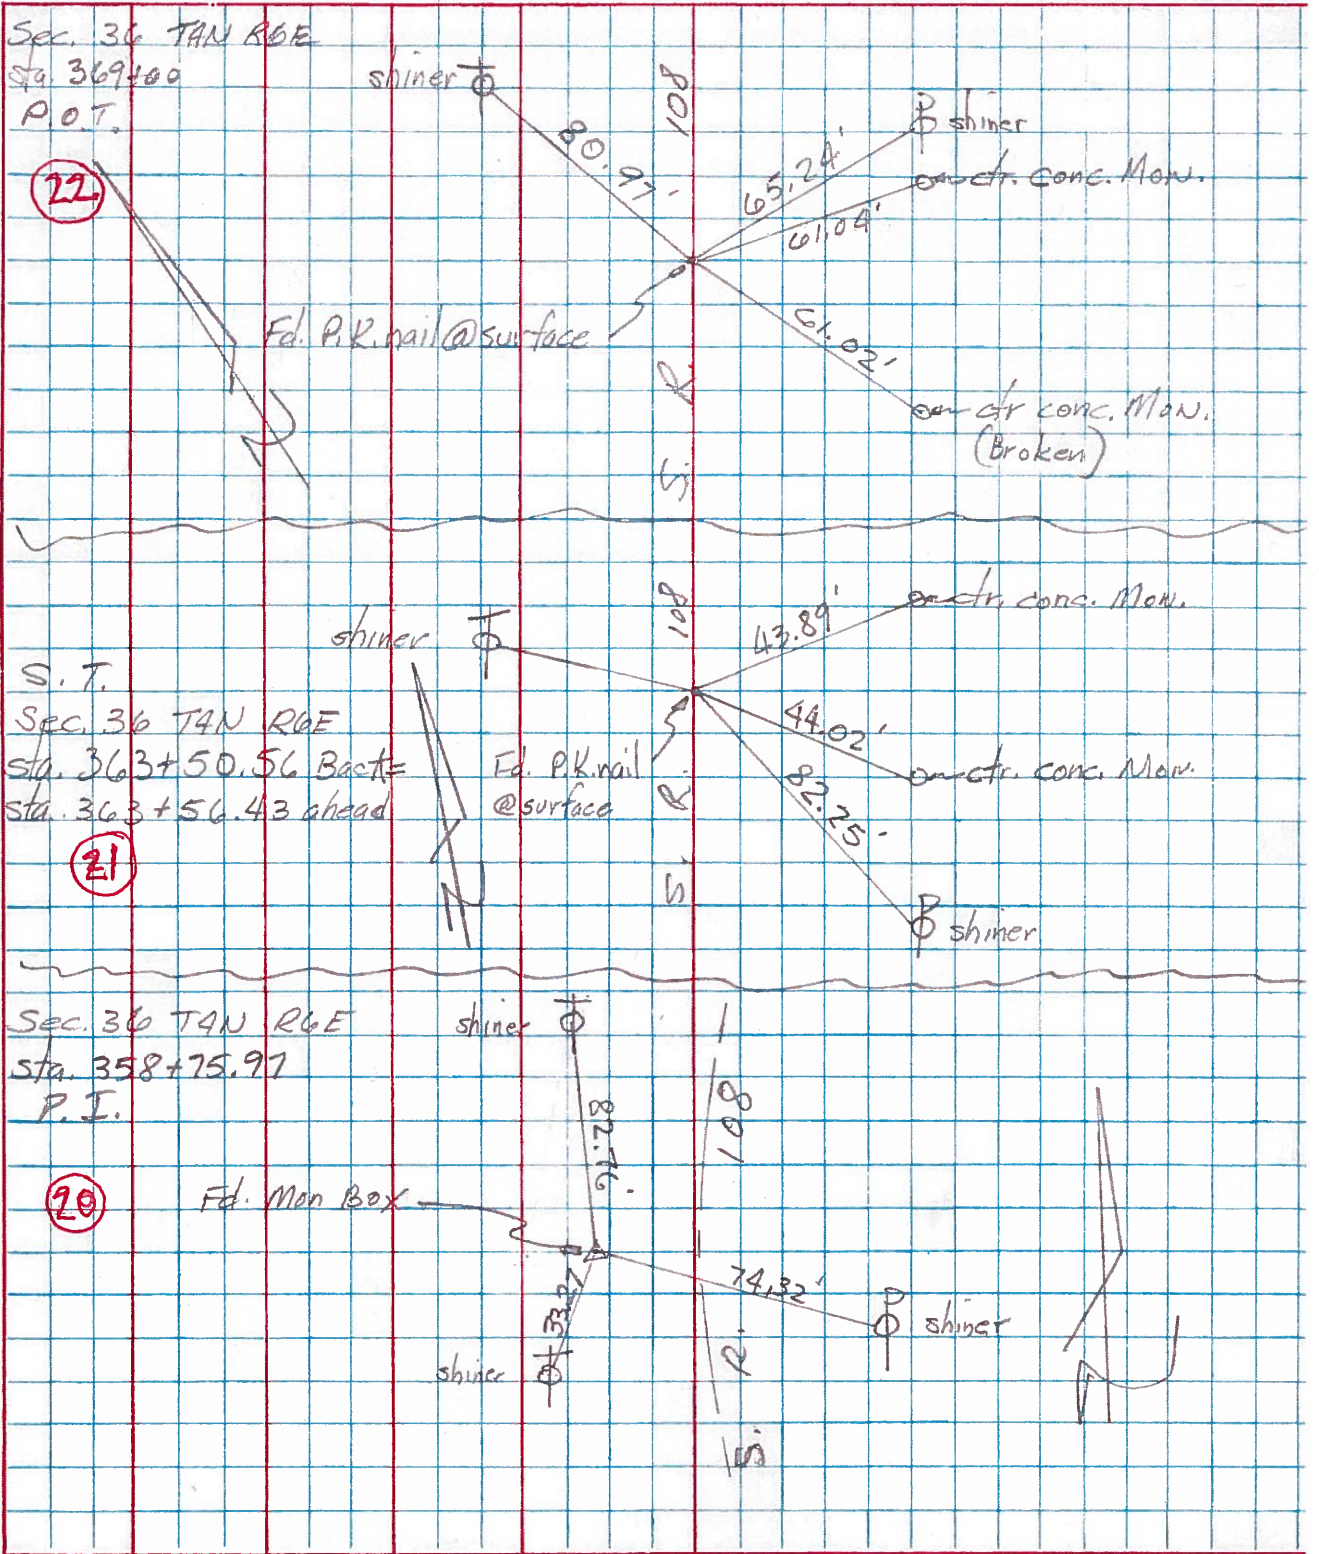 Sec. 36 T4N R6E
sta. 369+00
P.O.T.
22
shiner
80.97'
108
65.24'
shiner
61.04'
ctr. conc. Mon.
Fd. P.K. nail @ surface
61.02'
ctr conc. Mon.
(Broken)
S. R.
N
shiner
108
43.89'
ctr. conc. Mon.
S.T.
Sec. 36 T4N R6E
sta. 363+50.56 Back=
sta. 363+56.43 ahead
21
Fd. P.K. nail
@surface
44.02'
ctr. conc. Mon.
82.25'
shiner
S. R.
N
Sec. 36 T4N R6E
sta. 358+75.97
P.I.
20
shiner
82.76'
108
Fd. Mon Box
33.27
74.32'
shiner
shiner
S. R.
N